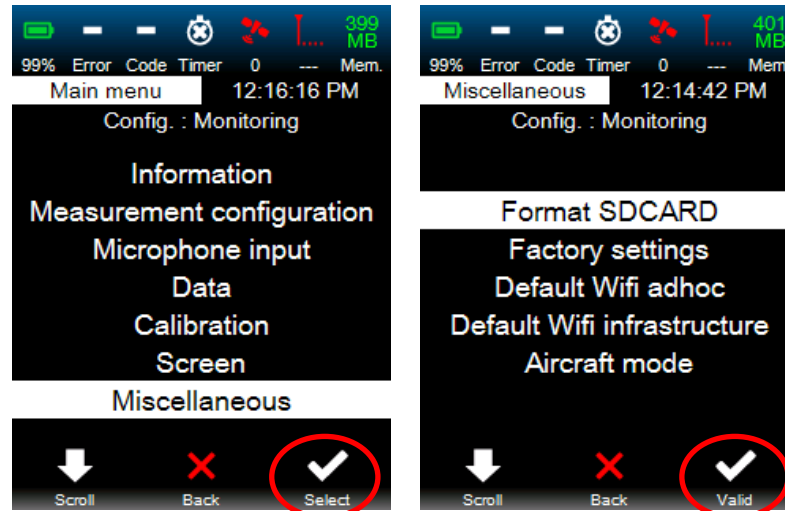 399
MB
99% Error Code Timer 0 --- Mem.
Main menu 12:16:16 PM
Config. : Monitoring
Information
Measurement configuration
Microphone input
Data
Calibration
Screen
Miscellaneous
Scroll Back Select
401
MB
99% Error Code Timer 0 --- Mem
Miscellaneous 12:14:42 PM
Config. : Monitoring
Format SDCARD
Factory settings
Default Wifi adhoc
Default Wifi infrastructure
Aircraft mode
Scroll Back Valid